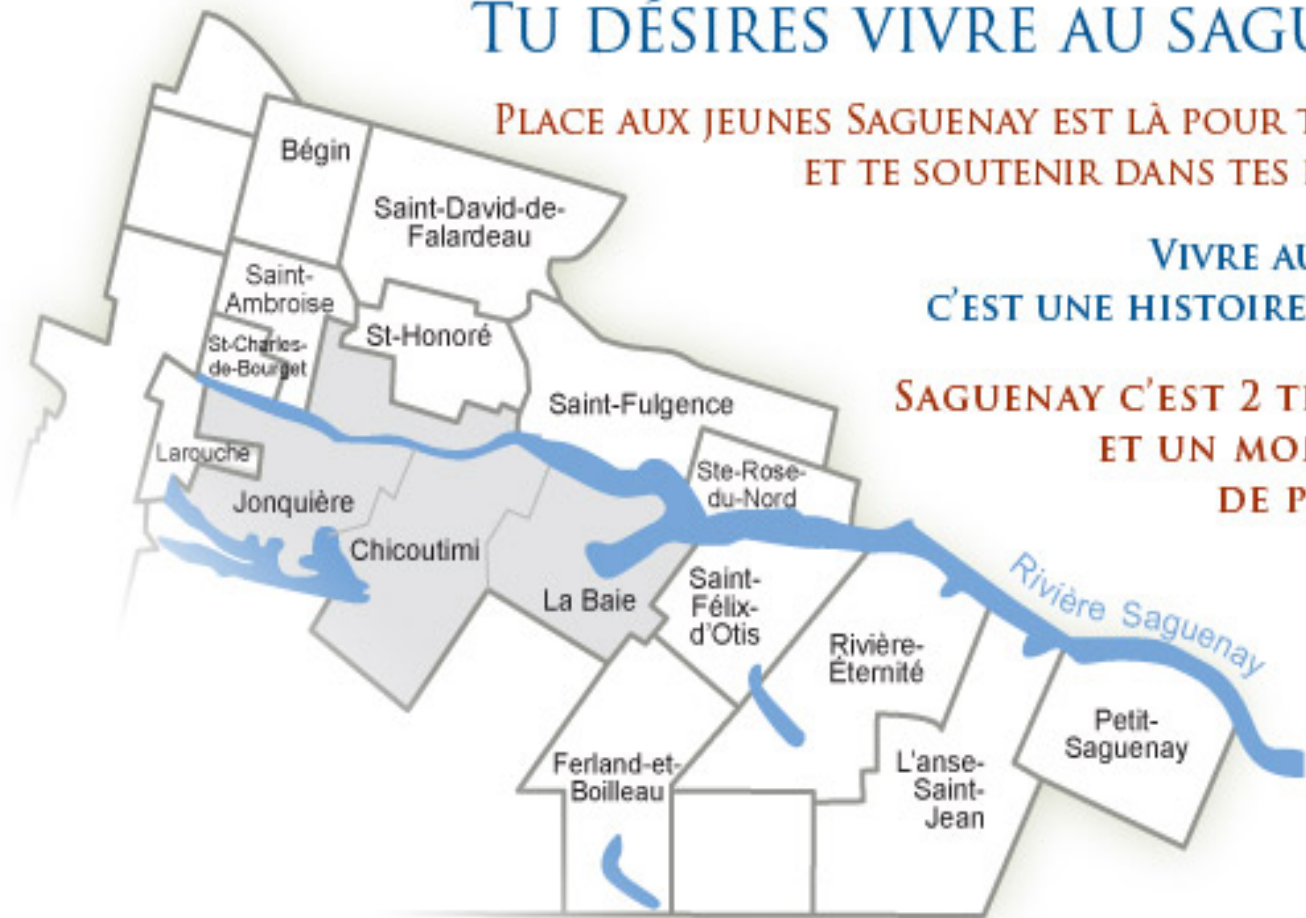 TU DÉSIRES VIVRE AU
PLACE AUX JEUNES SAGUENAY EST LÀ POUR
ET TE SOUTENIR DANS TES
VIVRE
C'EST UNE HISTOIRE
SAGUENAY C'EST 2
ET UN
DE
Bégin
Saint-David-de-
Falardeau
Saint-
Ambroise
St-Charles-
de-Bourget
St-Honoré
Saint-Fulgence
Larouche
Ste-Rose-
du-Nord
Jonquière
Chicoutimi
La Baie
Saint-
Félix-
d'Otis
Rivière Saguenay
Rivière-
Éternité
Petit-
Saguenay
Ferland-et-
Boilleau
L'anse-
Saint-
Jean